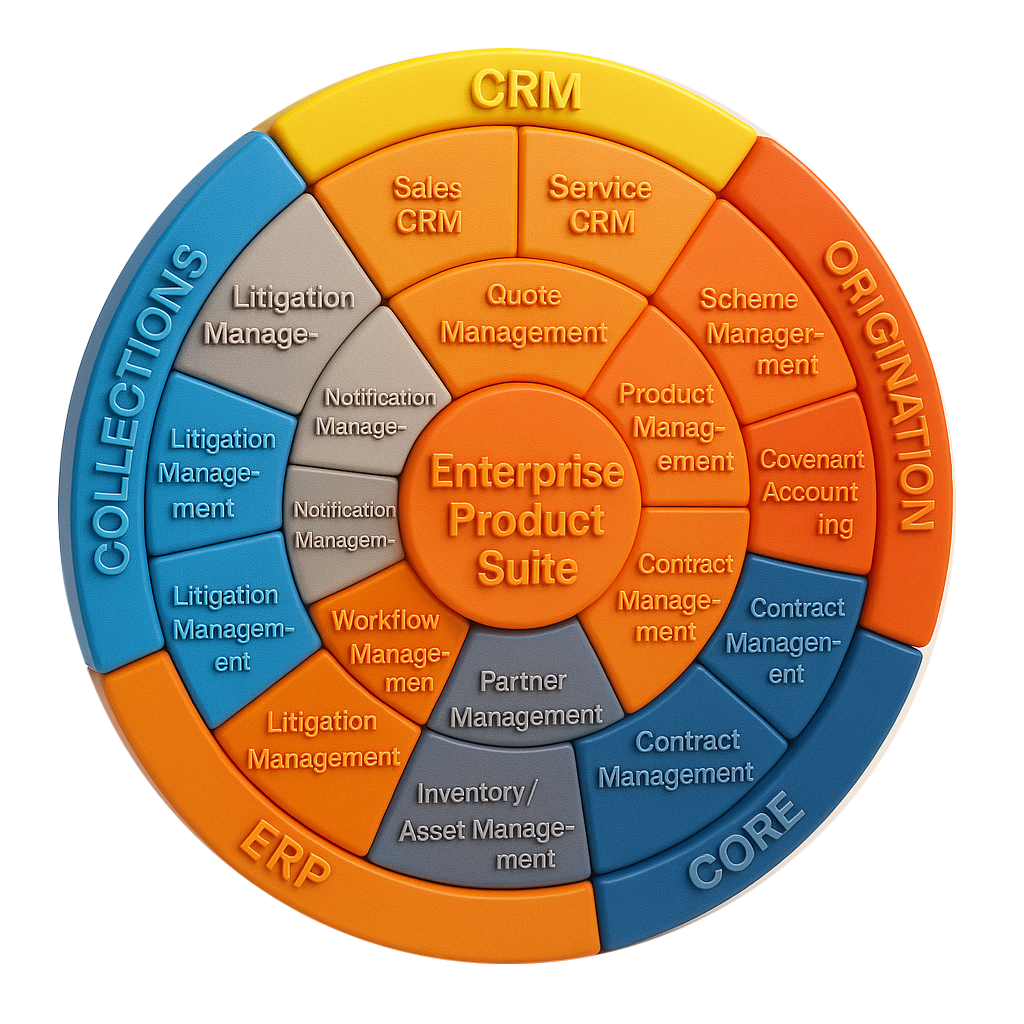 CRM
Sales
CRM
Service
CRM
ORIGINATION
Scheme
Manager-
ment
Covenant
Account
ing
CORE
Contract
Managen-
ent
Contract
Management
ERP
Inventory/
Asset Manage-
ment
Litigation
Management
COLLECTIONS
Litigation
Managem-
ent
Litigation
Manage-
ment
Litigation
Manage-
Quote
Management
Product
Manag-
ement
Contract
Manage-
ment
Partner
Management
Workflow
Manage-
men
Notification
Managem-
Notification
Manage-
Enterprise
Product
Suite